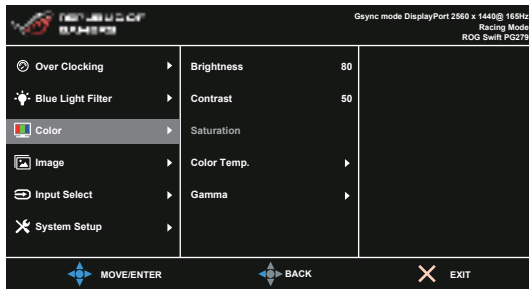 Gsync mode DisplayPort 2560 x 1440@ 165Hz
Racing Mode
ROG Swift PG279
Over Clocking
Blue Light Filter
Color
Image
Input Select
System Setup
Brightness 80
Contrast 50
Saturation
Color Temp.
Gamma
MOVE/ENTER
BACK
EXIT